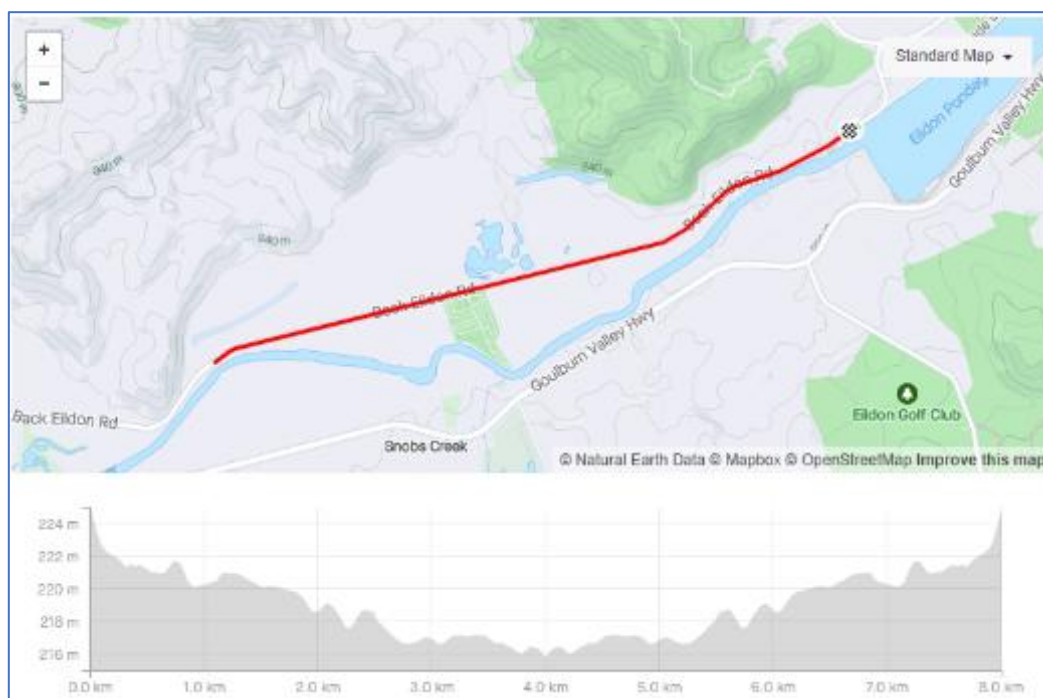 +
Standard Map
−
Eildon Pondage
Goulburn Valley Hwy
940 m
940 m
940 m
Back Eildon Rd
Back Eildon Rd
Goulburn Valley Hwy
Back Eildon Rd
Eildon Golf Club
Snobs Creek
© Natural Earth Data © Mapbox © OpenStreetMap Improve this map
224 m
222 m
220 m
218 m
216 m
0.0 km 1.0 km 2.0 km 3.0 km 4.0 km 5.0 km 6.0 km 7.0 km 8.0 km